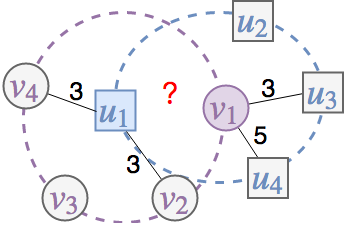 u₂
v₄ 3 u₁ ? v₁ 3 u₃
5
3
v₃ v₂ u₄